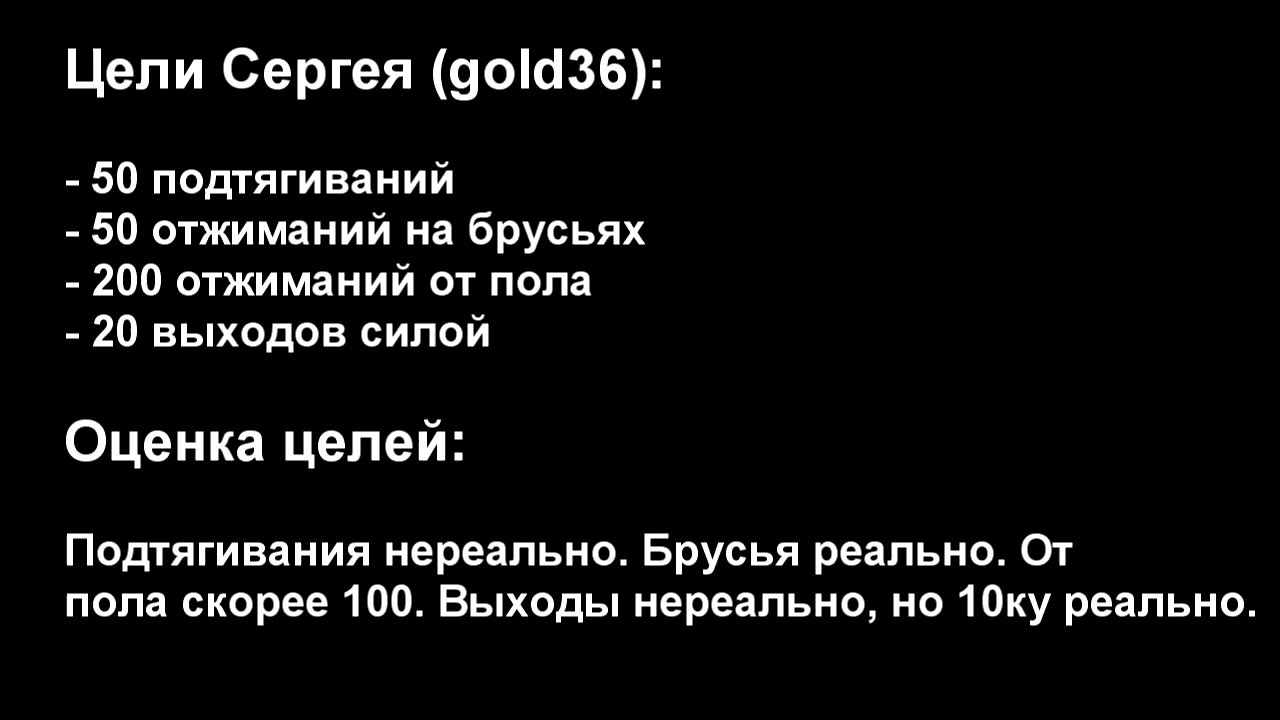 Цели Сергея (gold36):
- 50 подтягиваний
- 50 отжиманий на брусьях
- 200 отжиманий от пола
- 20 выходов силой
Оценка целей:
Подтягивания нереально. Брусья реально. От
пола скорее 100. Выходы нереально, но 10ку реально.